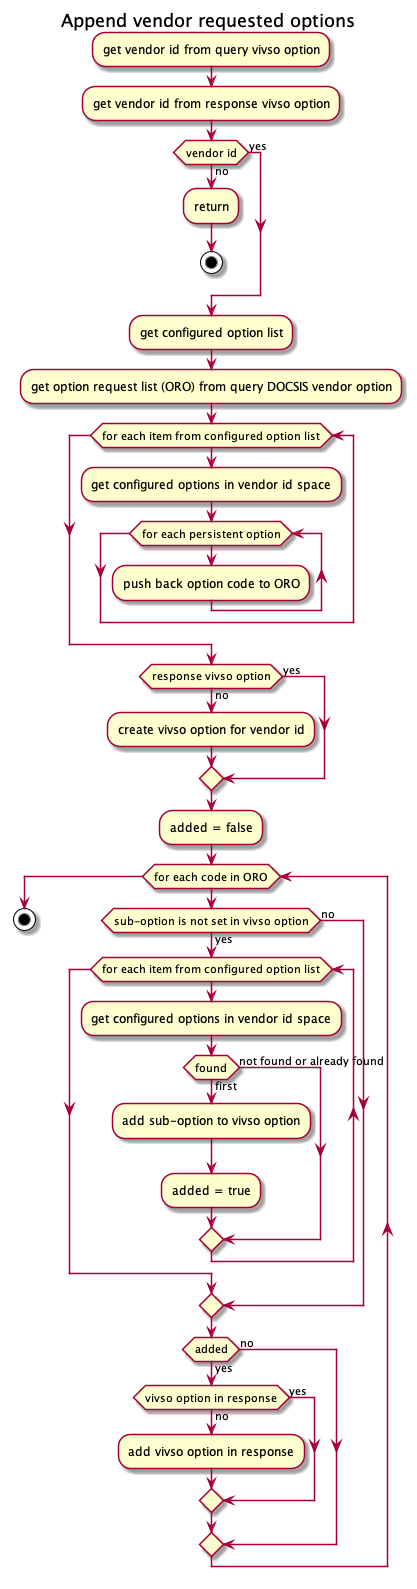 Append vendor requested options
get vendor id from query vivso option
get vendor id from response vivso option
vendor id
yes
no
return
get configured option list
get option request list (ORO) from query DOCSIS vendor option
for each item from configured option list
get configured options in vendor id space
for each persistent option
push back option code to ORO
response vivso option
yes
no
create vivso option for vendor id
added = false
for each code in ORO
sub-option is not set in vivso option
no
yes
for each item from configured option list
get configured options in vendor id space
found
not found or already found
first
add sub-option to vivso option
added = true
added
no
yes
vivso option in response
yes
no
add vivso option in response